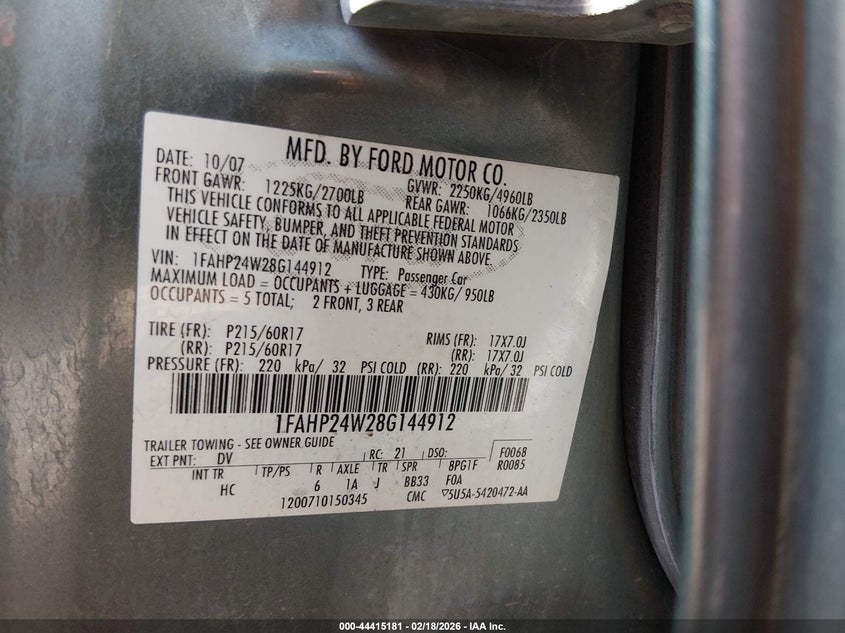 MFD. BY FORD MOTOR CO.
DATE: 10/07 GVWR: 2250KG/4960LB
FRONT GAWR: 1225KG/2700LB REAR GAWR: 1066KG/2350LB
THIS VEHICLE CONFORMS TO ALL APPLICABLE FEDERAL MOTOR
VEHICLE SAFETY, BUMPER, AND THEFT PREVENTION STANDARDS
IN EFFECT ON THE DATE OF MANUFACTURE SHOWN ABOVE.
VIN: 1FAHP24W28G144912 TYPE: Passenger Car
MAXIMUM LOAD = OCCUPANTS + LUGGAGE = 430KG/950LB
OCCUPANTS = 5 TOTAL; 2 FRONT, 3 REAR
TIRE (FR): P215/60R17 RIMS (FR): 17X7.0J
(RR): P215/60R17 (RR): 17X7.0J
PRESSURE (FR): 220 kPa/ 32 PSI COLD (RR): 220 kPa/ 32 PSI COLD
1FAHP24W28G144912
TRAILER TOWING - SEE OWNER GUIDE
EXT PNT: DV RC: 21 DSO: F0068
INT TR TP/PS R AXLE TR SPR 8PG1F R0085
HC 6 1A J BB33 F0A
1200710150345 CMC ▽5U5A-5420472-AA
000-44415181 - 02/18/2026 - IAA Inc.